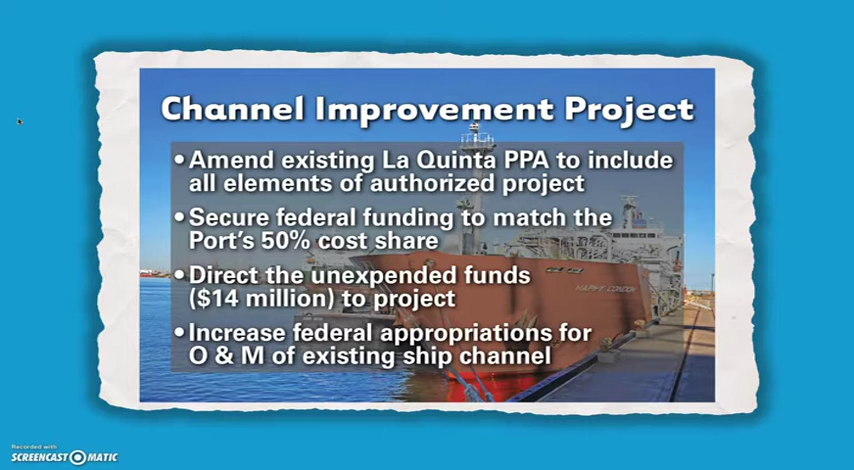 Channel Improvement Project
• Amend existing La Quinta PPA to include
all elements of authorized project
• Secure federal funding to match the
Port's 50% cost share
• Direct the unexpended funds
($14 million) to project
• Increase federal appropriations for
O & M of existing ship channel
HAPPY CONDOR
Recorded with
SCREENCAST-O-MATIC